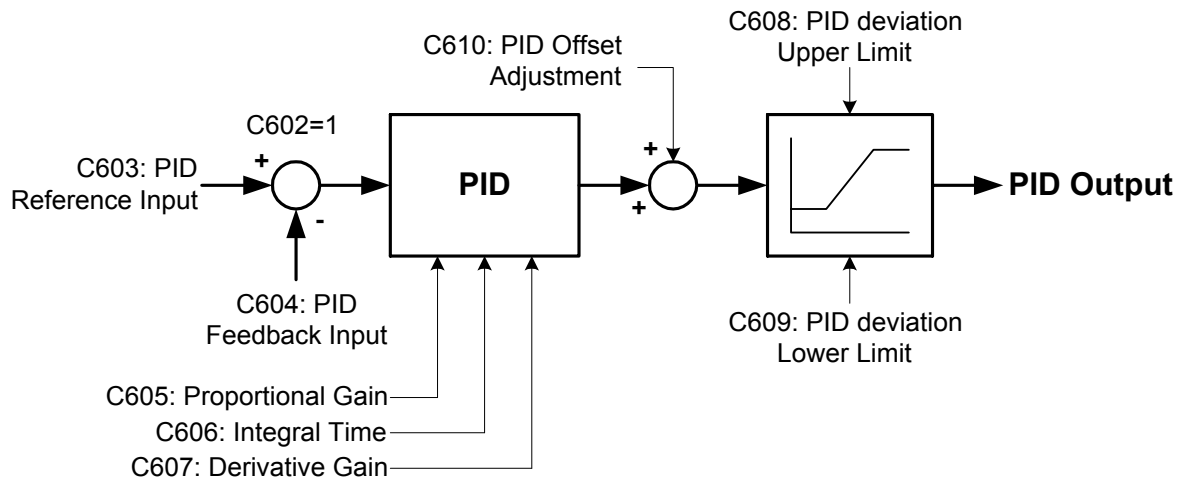 C608: PID deviation
Upper Limit
C610: PID Offset
Adjustment
C602=1
C603: PID
Reference Input
+
-
PID
+
+
PID Output
C604: PID
Feedback Input
C609: PID deviation
Lower Limit
C605: Proportional Gain
C606: Integral Time
C607: Derivative Gain